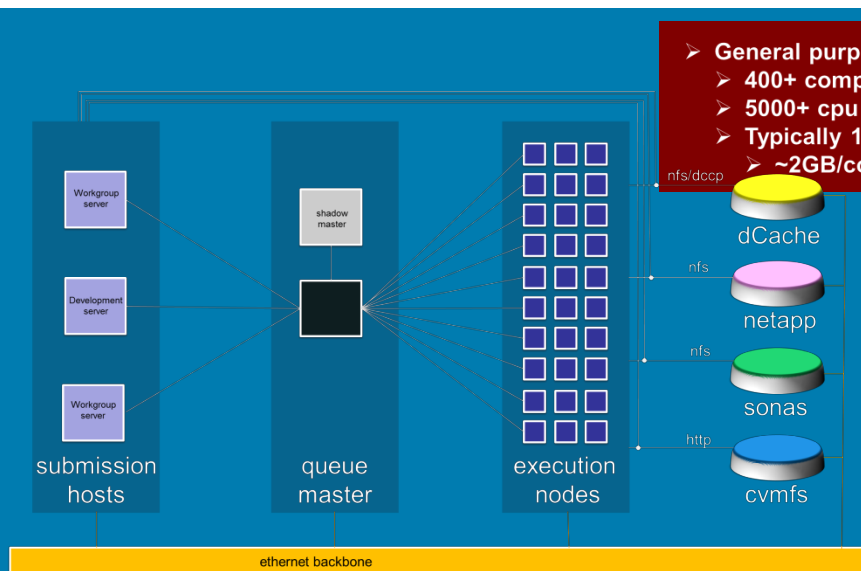 ➢ General purp
➢ 400+ comp
➢ 5000+ cpu
➢ Typically 1
➢ ~2GB/co
Workgroup
server
Development
server
Workgroup
server
submission
hosts
shadow
master
queue
master
execution
nodes
nfs/dccp
dCache
nfs
netapp
nfs
sonas
http
cvmfs
ethernet backbone